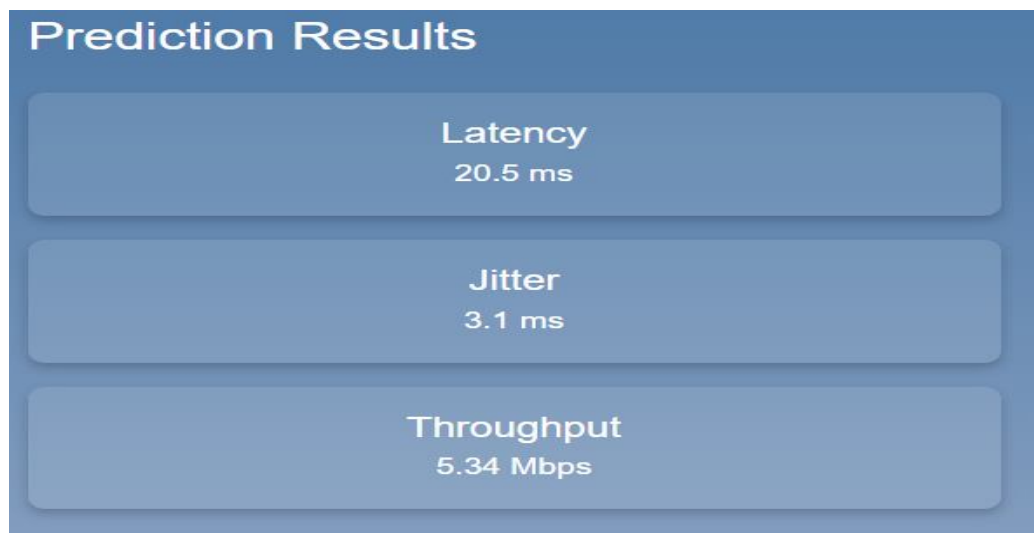 Prediction Results
Latency
20.5 ms
Jitter
3.1 ms
Throughput
5.34 Mbps